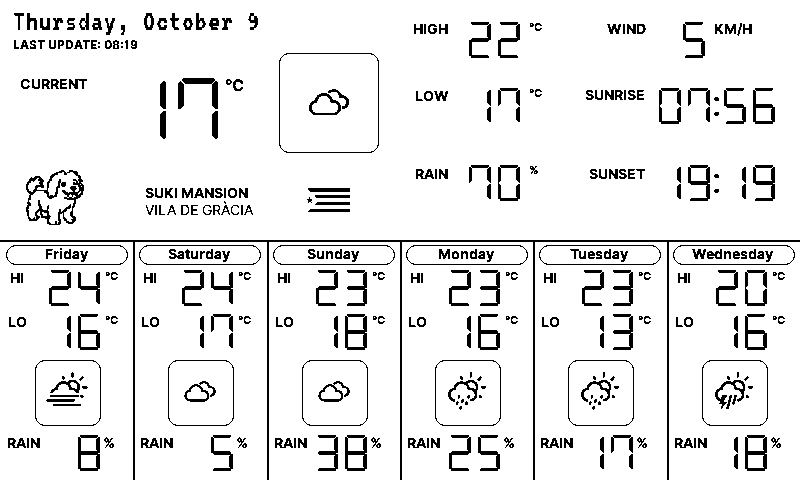 Thursday, October 9
LAST UPDATE: 08:19
CURRENT 17 °C
SUKI MANSION
VILA DE GRÀCIA
HIGH 22 °C
LOW 17 °C
RAIN 70 %
WIND 5 KM/H
SUNRISE 07:56
SUNSET 19:19
Friday
HI 24 °C
LO 16 °C
RAIN 8 %
Saturday
HI 24 °C
LO 17 °C
RAIN 5 %
Sunday
HI 23 °C
LO 18 °C
RAIN 38 %
Monday
HI 23 °C
LO 16 °C
RAIN 25 %
Tuesday
HI 23 °C
LO 13 °C
RAIN 17 %
Wednesday
HI 20 °C
LO 16 °C
RAIN 18 %